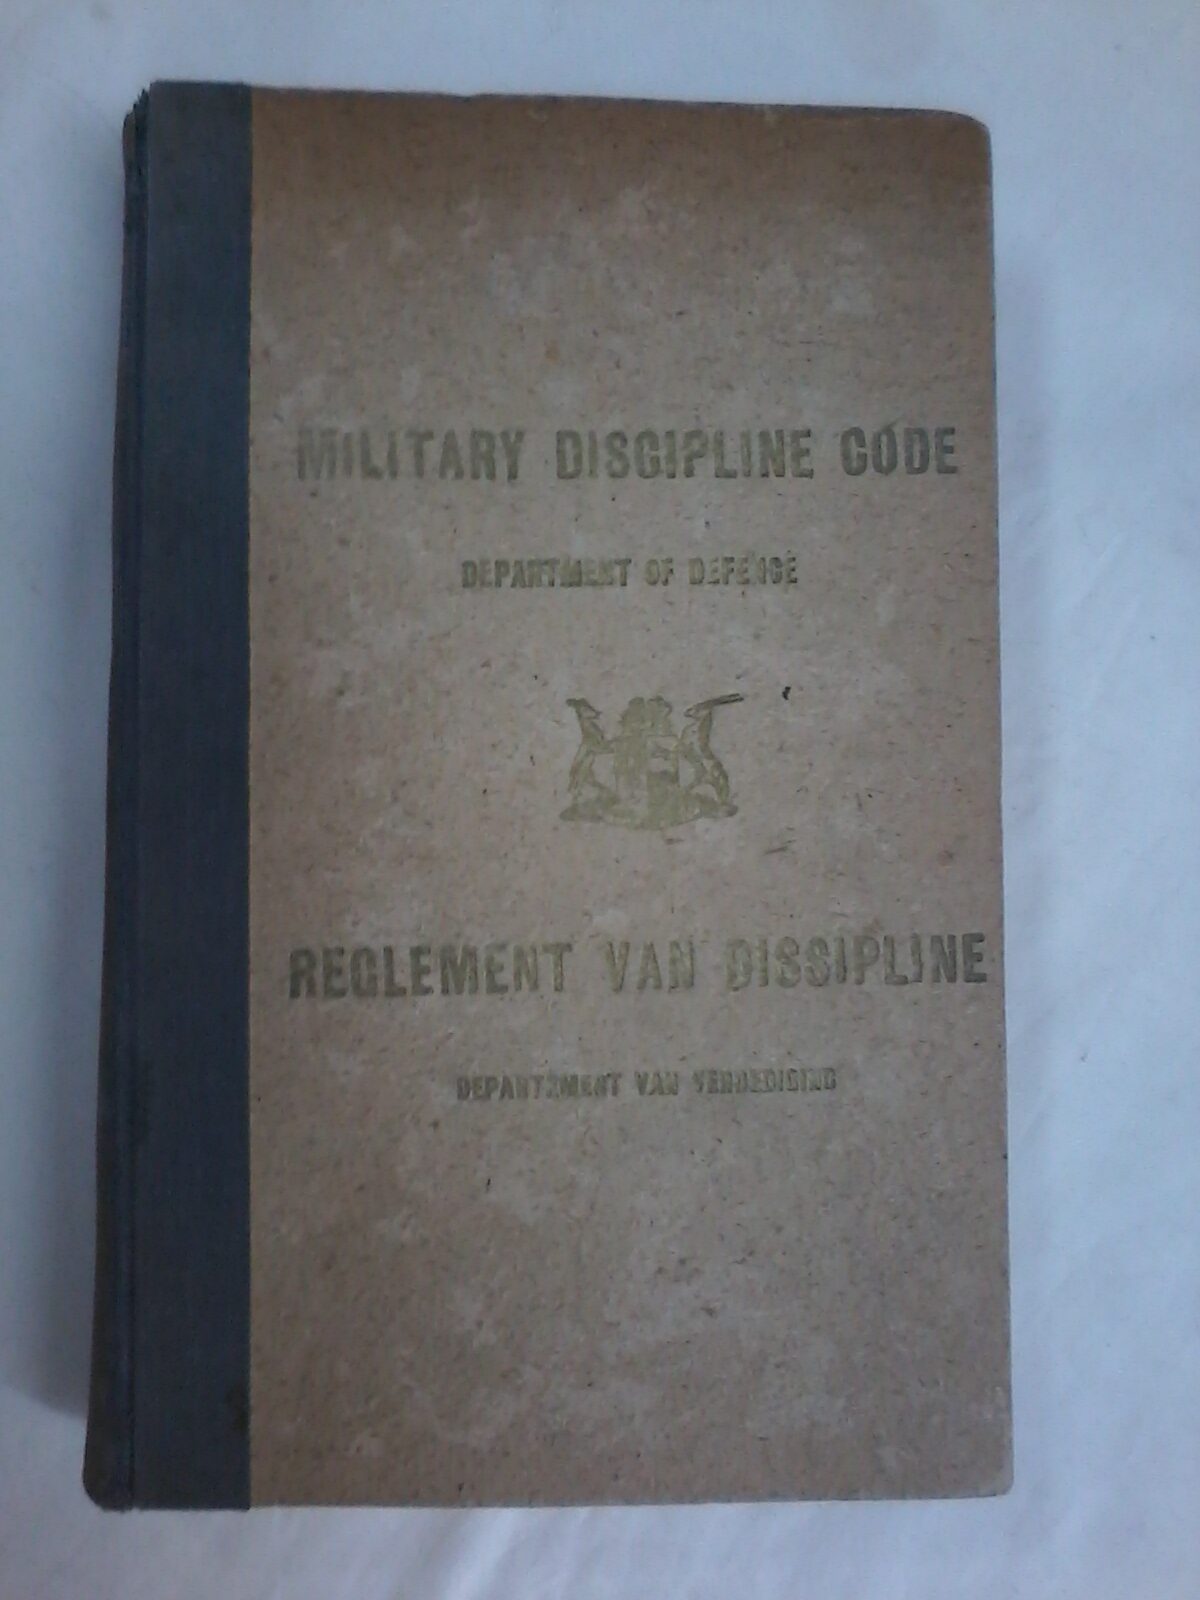 MILITARY DISCIPLINE CODE
DEPARTMENT OF DEFENCE
REGLEMENT VAN DISSIPLINE
DEPARTEMENT VAN VERDEDIGING